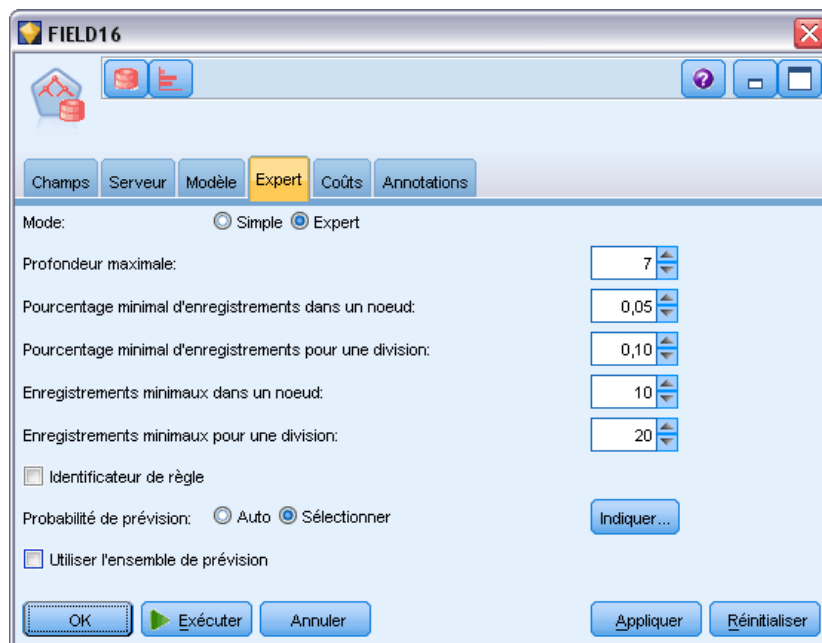 FIELD16
Champs Serveur Modèle Expert Coûts Annotations
Mode: Simple Expert
Profondeur maximale: 7
Pourcentage minimal d'enregistrements dans un noeud: 0,05
Pourcentage minimal d'enregistrements pour une division: 0,10
Enregistrements minimaux dans un noeud: 10
Enregistrements minimaux pour une division: 20
Identificateur de règle
Probabilité de prévision: Auto Sélectionner Indiquer...
Utiliser l'ensemble de prévision
OK Exécuter Annuler Appliquer Réinitialiser